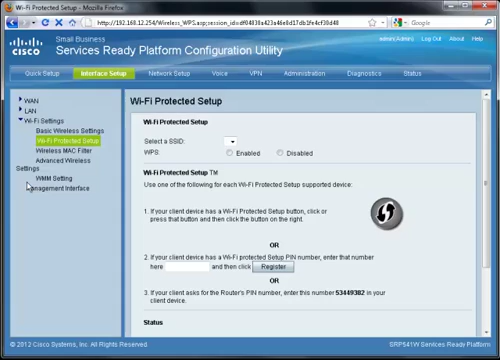 Wi-Fi Protected Setup - Mozilla Firefox
http://192.168.12.254/Wireless_WPS.asp;session_id=df04830a423a46e8d17db1fe4cf39d48
Small Business
cisco Services Ready Platform Configuration Utility
admin(Admin) Log Out About Help
Quick Setup Interface Setup Network Setup Voice VPN Administration Diagnostics Status
WAN
LAN
Wi-Fi Settings
Basic Wireless Settings
Wi-Fi Protected Setup
Wireless MAC Filter
Advanced Wireless
Settings
WMM Setting
Management Interface
Wi-Fi Protected Setup
Wi-Fi Protected Setup
Select a SSID:
WPS: Enabled Disabled
Wi-Fi Protected Setup TM
Use one of the following for each Wi-Fi Protected Setup supported device:
1. If your client device has a Wi-Fi Protected Setup button, click or
press that button and then click the button on the right.
OR
2. If your client device has a Wi-Fi protected Setup PIN number, enter that number
here and then click Register
OR
3. If your client asks for the Router's PIN number, enter this number 53449382 in your
client device.
Status
© 2012 Cisco Systems, Inc. All Rights Reserved. SRP541W Services Ready Platform